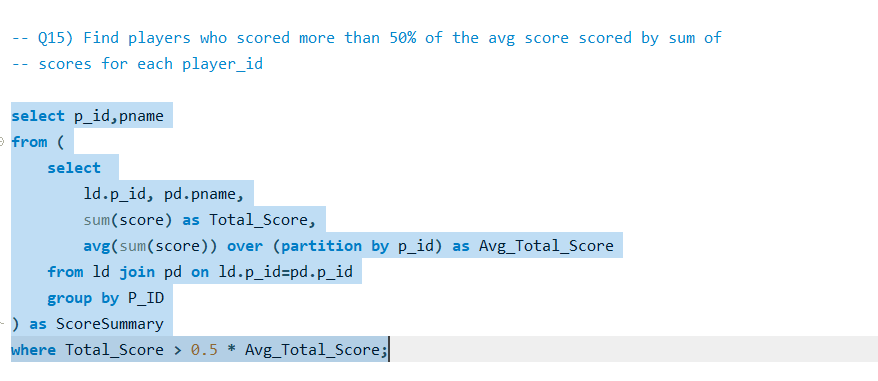 -- Q15) Find players who scored more than 50% of the avg score scored by sum of
-- scores for each player_id
select p_id,pname
from (
select
ld.p_id, pd.pname,
sum(score) as Total_Score,
avg(sum(score)) over (partition by p_id) as Avg_Total_Score
from ld join pd on ld.p_id=pd.p_id
group by P_ID
) as ScoreSummary
where Total_Score > 0.5 * Avg_Total_Score;